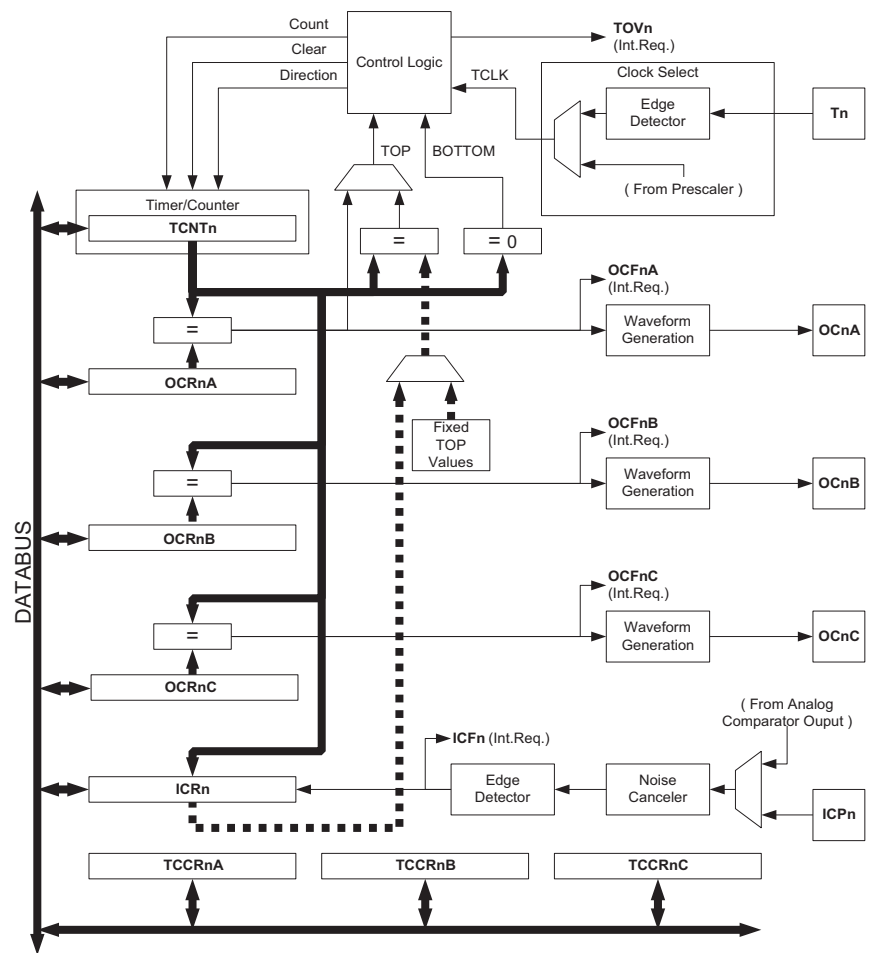 Count
Clear
Direction
Control Logic
TOVn
(Int.Req.)
TCLK
Clock Select
Edge
Detector
Tn
( From Prescaler )
TOP
BOTTOM
Timer/Counter
TCNTn
=
= 0
=
OCRnA
OCFnA
(Int.Req.)
Waveform
Generation
OCnA
Fixed
TOP
Values
=
OCRnB
OCFnB
(Int.Req.)
Waveform
Generation
OCnB
DATABUS
=
OCRnC
OCFnC
(Int.Req.)
Waveform
Generation
OCnC
( From Analog
Comparator Ouput )
ICFn (Int.Req.)
ICRn
Edge
Detector
Noise
Canceler
ICPn
TCCRnA
TCCRnB
TCCRnC